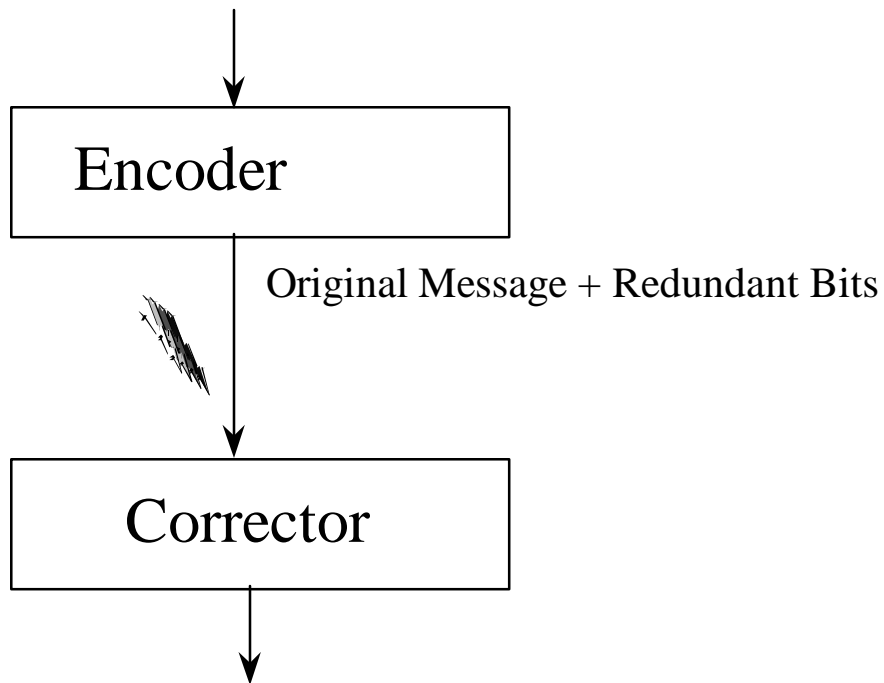 Encoder
Original Message + Redundant Bits
Corrector